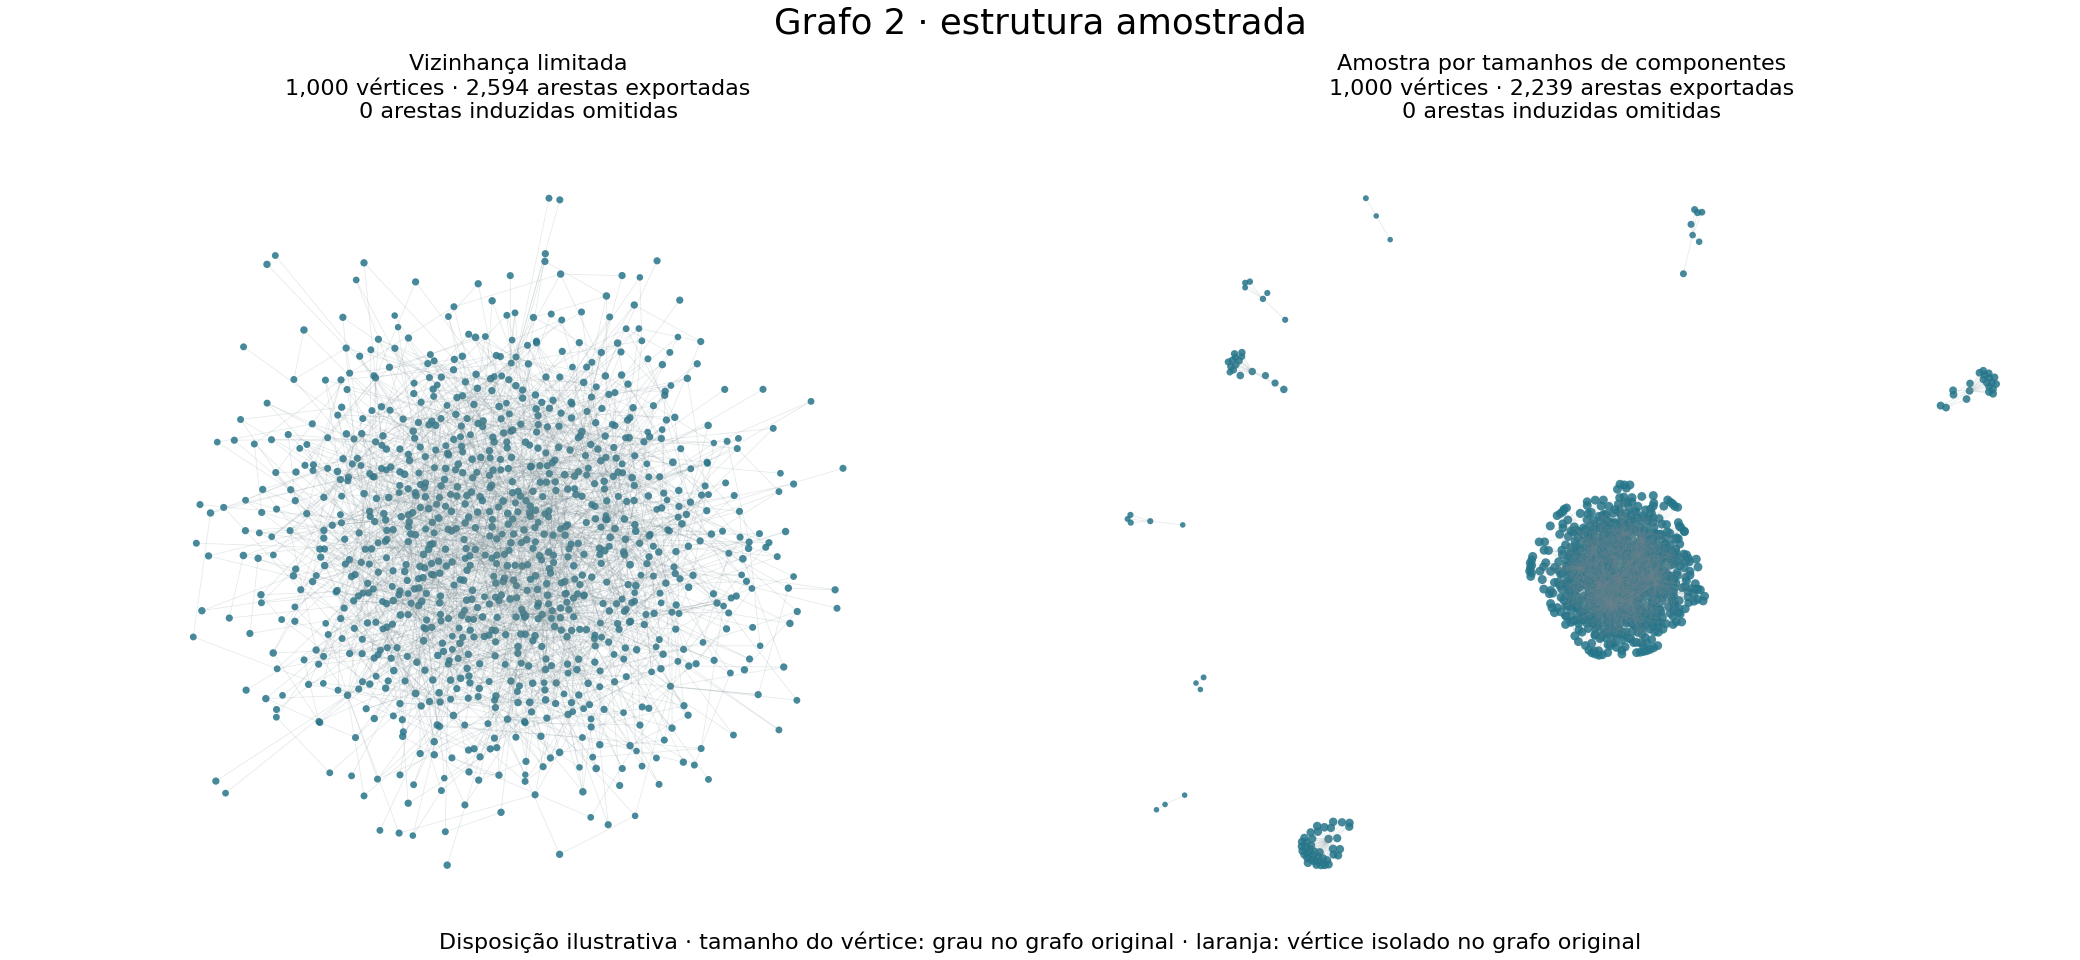 Grafo 2 · estrutura amostrada
Vizinhança limitada
1,000 vértices · 2,594 arestas exportadas
0 arestas induzidas omitidas
Amostra por tamanhos de componentes
1,000 vértices · 2,239 arestas exportadas
0 arestas induzidas omitidas
Disposição ilustrativa · tamanho do vértice: grau no grafo original · laranja: vértice isolado no grafo original